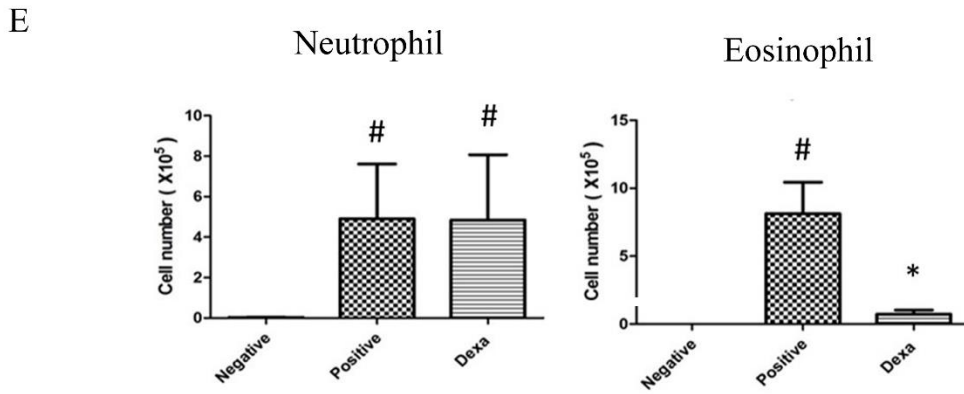 E
Neutrophil
Cell number ( X10⁵ )
10
8
6
4
2
0
#
#
Negative
Positive
Dexa
Eosinophil
Cell number ( X10⁵ )
15
10
5
0
#
*
Negative
Positive
Dexa